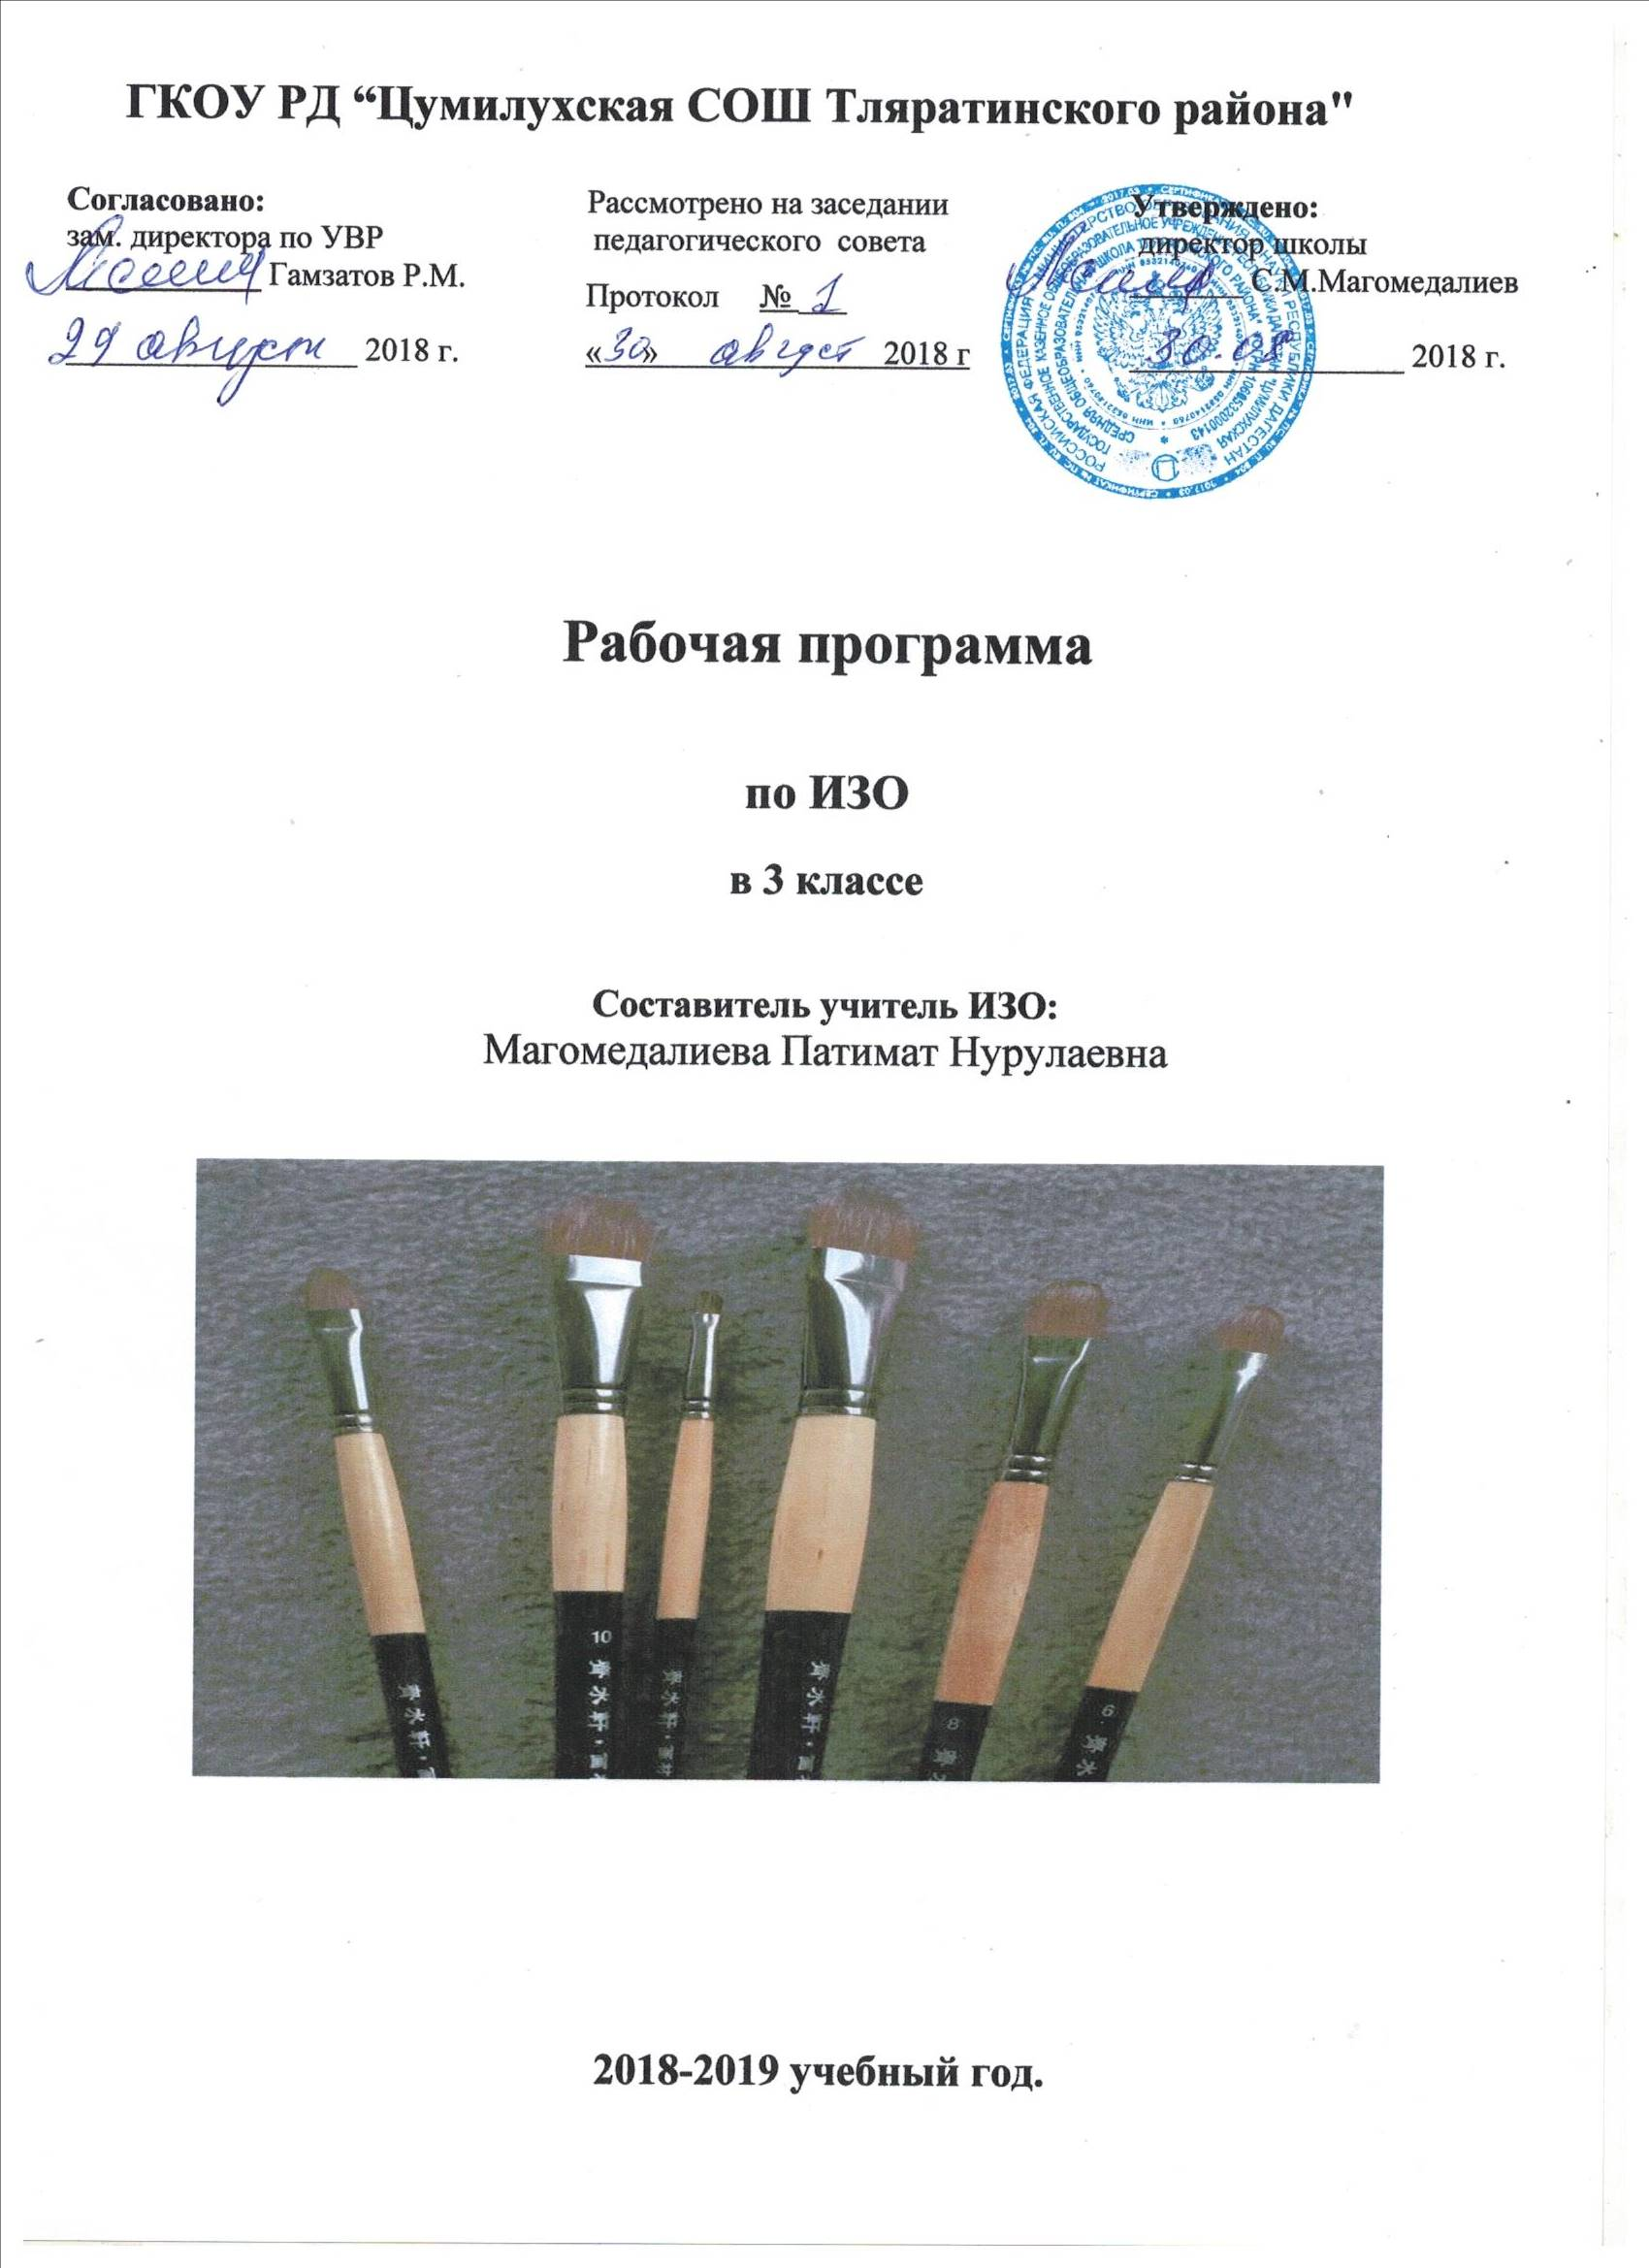 ГКОУ РД “Цумилухская СОШ Тляратинского района"
Согласовано:
зам. директора по УВР
Гамзатов Р.М.
29 август 2018 г.
Рассмотрено на заседании
педагогического совета
Протокол № 1
«30» август 2018 г
Утверждено:
директор школы
С.М.Магомедалиев
30.08 2018 г.
Рабочая программа
по ИЗО
в 3 классе
Составитель учитель ИЗО:
Магомедалиева Патимат Нурулаевна
10
8
6
2018-2019 учебный год.